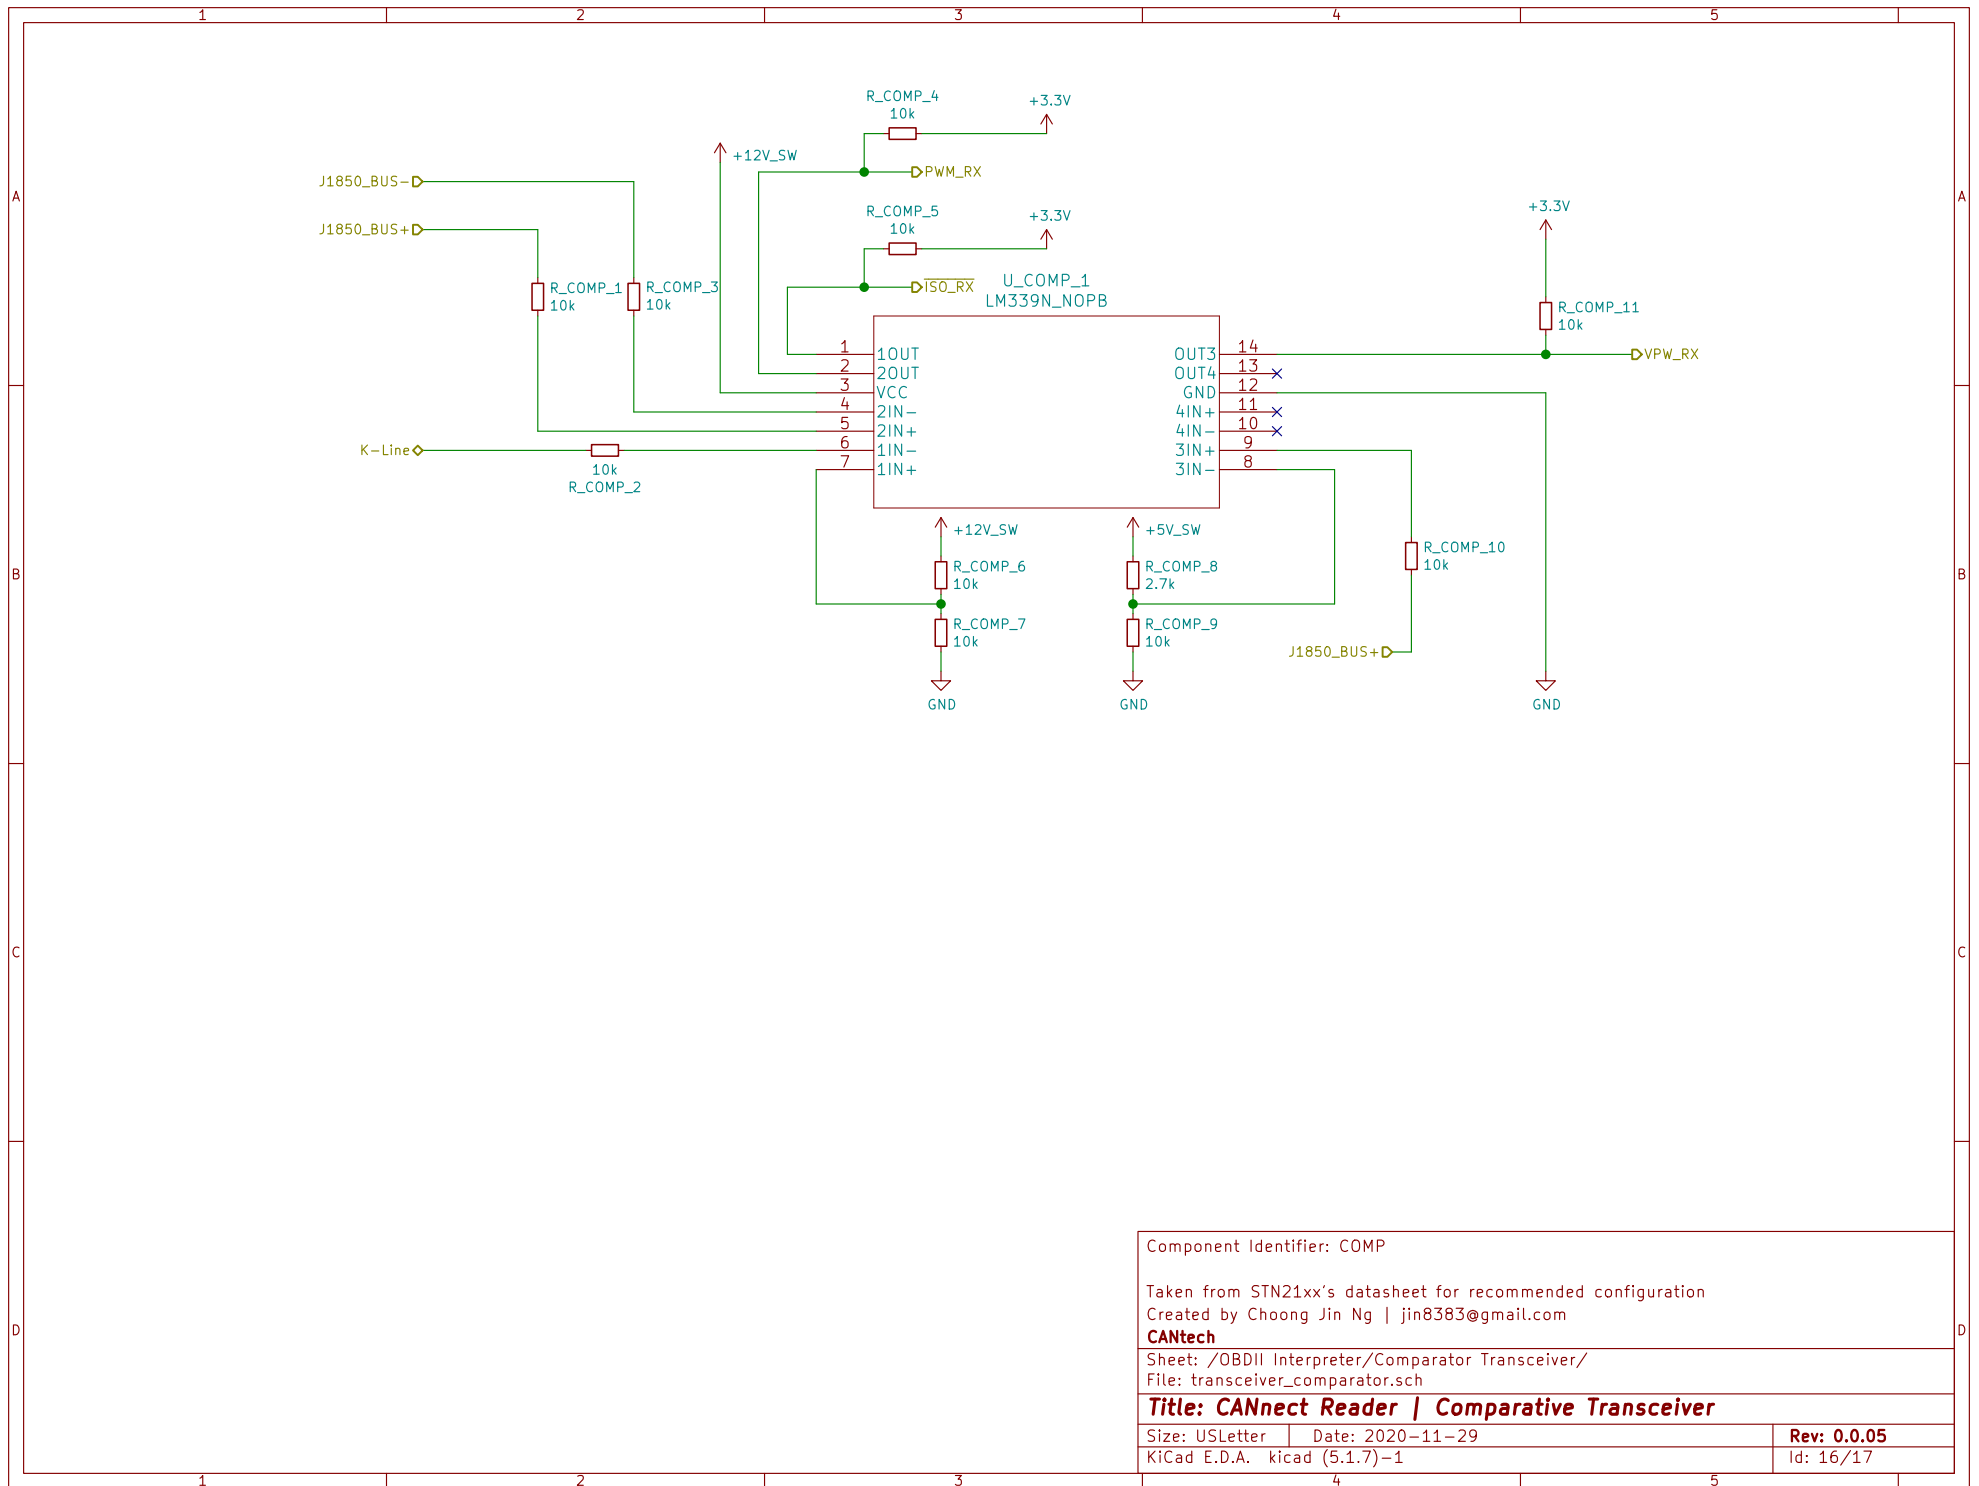 1 2 3 4 5
A
B
C
D
A
B
C
D
R_COMP_4
10k
+3.3V
+12V_SW
PWM_RX
J1850_BUS-
J1850_BUS+
R_COMP_5
10k
+3.3V
ISO_RX
R_COMP_1
10k
R_COMP_3
10k
U_COMP_1
LM339N_NOPB
+3.3V
R_COMP_11
10k
VPW_RX
1 1OUT
2 2OUT
3 VCC
4 2IN-
5 2IN+
6 1IN-
7 1IN+
OUT3 14
OUT4 13
GND 12
4IN+ 11
4IN- 10
3IN+ 9
3IN- 8
K-Line
10k
R_COMP_2
+12V_SW
R_COMP_6
10k
R_COMP_7
10k
GND
+5V_SW
R_COMP_8
2.7k
R_COMP_9
10k
GND
R_COMP_10
10k
J1850_BUS+
GND
Component Identifier: COMP
Taken from STN21xx's datasheet for recommended configuration
Created by Choong Jin Ng | jin8383@gmail.com
CANtech
Sheet: /OBDII Interpreter/Comparator Transceiver/
File: transceiver_comparator.sch
Title: CANnect Reader | Comparative Transceiver
Size: USLetter Date: 2020-11-29 Rev: 0.0.05
KiCad E.D.A. kicad (5.1.7)-1 Id: 16/17
1 2 3 4 5